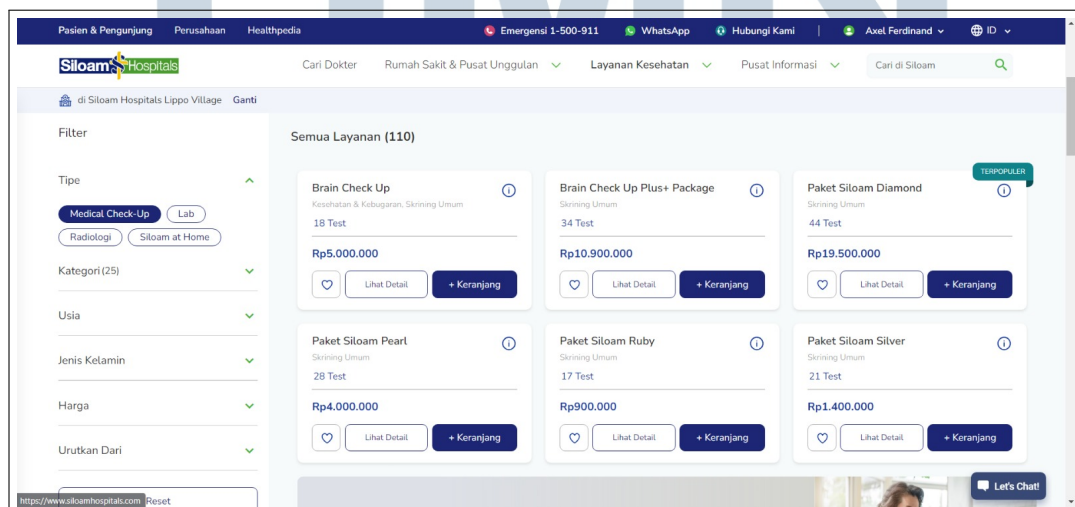 Pasien & Pengunjung Perusahaan Healthpedia Emergensi 1-500-911 WhatsApp Hubungi Kami | Axel Ferdinand ID
Siloam Hospitals Cari Dokter Rumah Sakit & Pusat Unggulan Layanan Kesehatan Pusat Informasi Cari di Siloam
di Siloam Hospitals Lippo Village Ganti
Filter
Tipe
Medical Check-Up Lab
Radiologi Siloam at Home
Kategori (25)
Usia
Jenis Kelamin
Harga
Urutkan Dari
Reset
https://www.siloamhospitals.com
Semua Layanan (110)
Brain Check Up
Kesehatan & Kebugaran, Skrining Umum
18 Test
Rp5.000.000
Lihat Detail + Keranjang
Brain Check Up Plus+ Package
Skrining Umum
34 Test
Rp10.900.000
Lihat Detail + Keranjang
TERPOPULER
Paket Siloam Diamond
Skrining Umum
44 Test
Rp19.500.000
Lihat Detail + Keranjang
Paket Siloam Pearl
Skrining Umum
28 Test
Rp4.000.000
Lihat Detail + Keranjang
Paket Siloam Ruby
Skrining Umum
17 Test
Rp900.000
Lihat Detail + Keranjang
Paket Siloam Silver
Skrining Umum
21 Test
Rp1.400.000
Lihat Detail + Keranjang
Let's Chat!